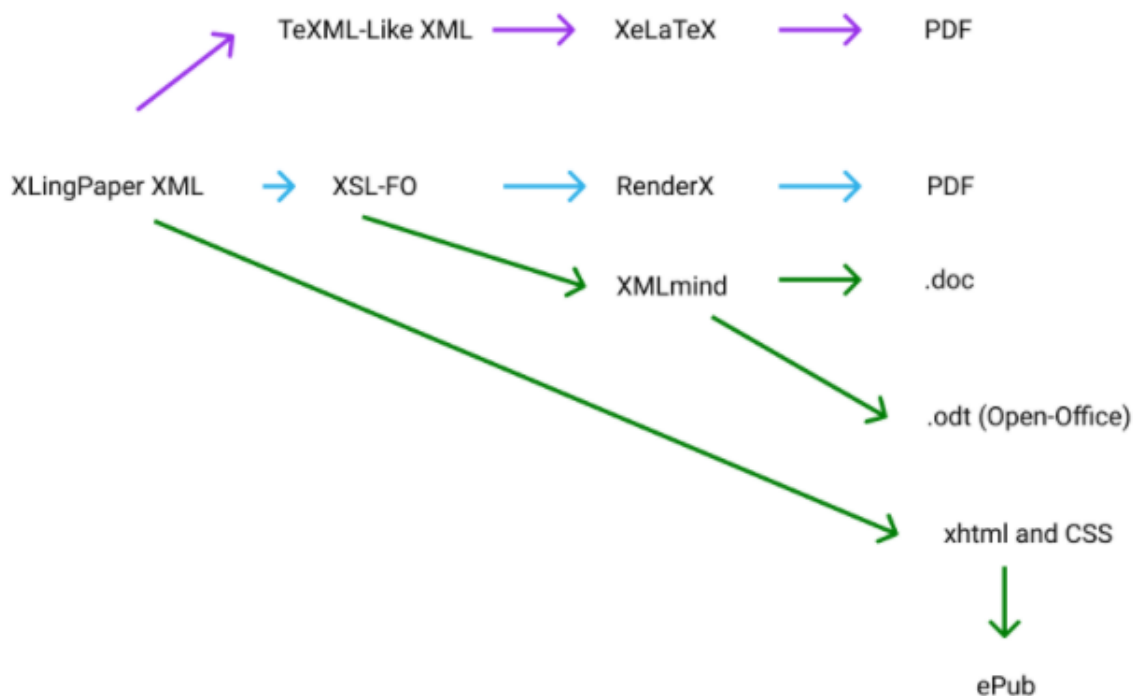 TeXML-Like XML XeLaTeX PDF
XLingPaper XML XSL-FO RenderX PDF
XMLmind .doc
.odt (Open-Office)
xhtml and CSS
ePub